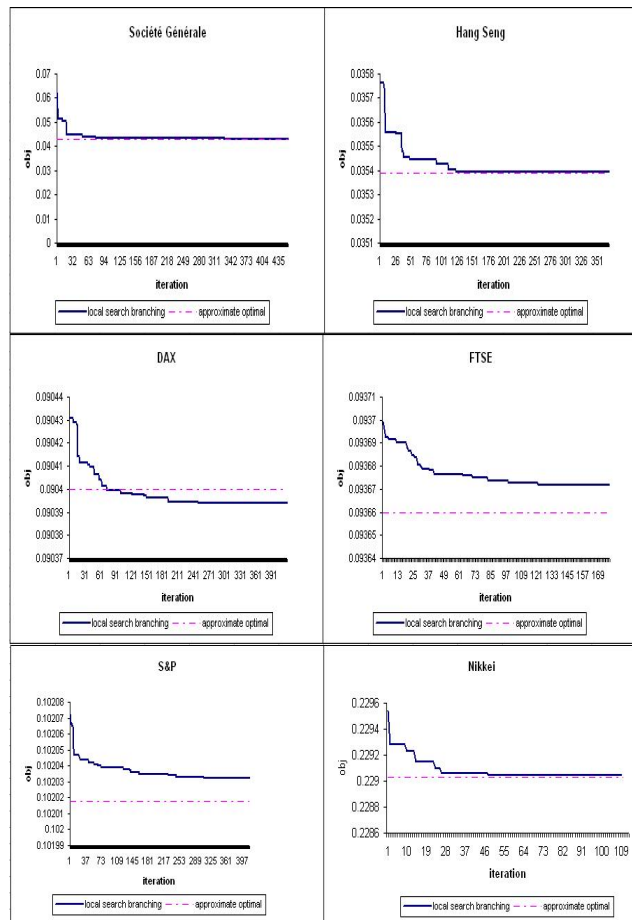 Société Générale
0.07
0.06
0.05
0.04
0.03
0.02
0.01
0
obj
1 32 63 94 125 156 187 218 249 280 311 342 373 404 435
iteration
local search branching approximate optimal
Hang Seng
0.0358
0.0357
0.0356
0.0355
0.0354
0.0353
0.0352
0.0351
obj
1 26 51 76 101 126 151 176 201 226 251 276 301 326 351
iteration
local search branching approximate optimal
DAX
0.09044
0.09043
0.09042
0.09041
0.0904
0.09039
0.09038
0.09037
obj
1 31 61 91 121 151 181 211 241 271 301 331 361 391
iteration
local search branching approximate optimal
FTSE
0.09371
0.0937
0.09369
0.09368
0.09367
0.09366
0.09365
0.09364
obj
1 13 25 37 49 61 73 85 97 109 121 133 145 157 169
iteration
local search branching approximate optimal
S&P
0.10208
0.10207
0.10206
0.10205
0.10204
0.10203
0.10202
0.10201
0.102
0.10199
obj
1 37 73 109 145 181 217 253 289 325 361 397
iteration
local search branching approximate optimal
Nikkei
0.2296
0.2294
0.2292
0.229
0.2288
0.2286
obj
1 10 19 28 37 46 55 64 73 82 91 100 109
iteration
local search branching approximate optimal